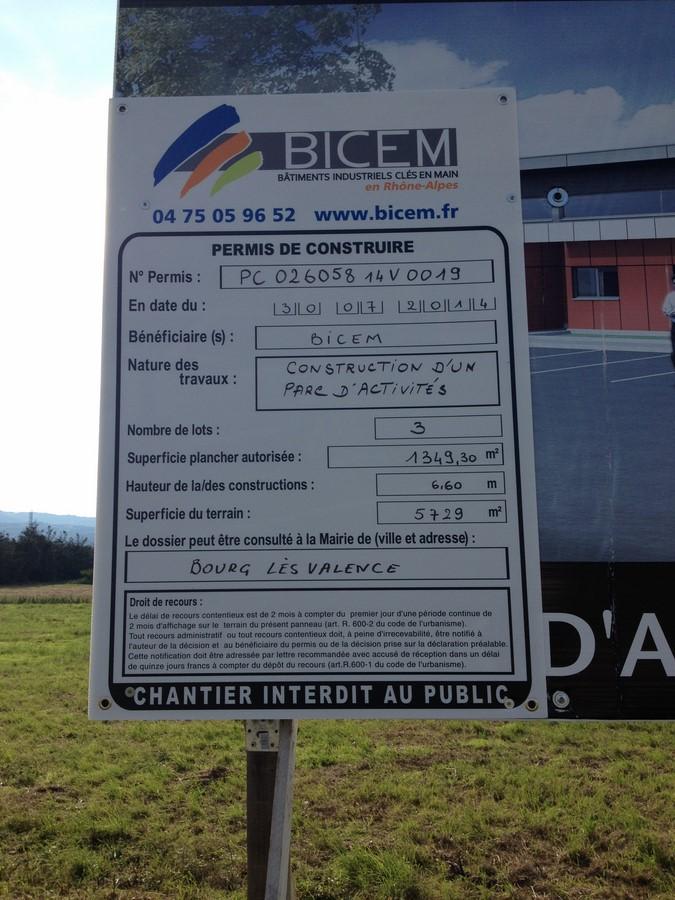 BICEM
BÂTIMENTS INDUSTRIELS CLÉS EN MAIN
en Rhône-Alpes
04 75 05 96 52 www.bicem.fr
PERMIS DE CONSTRUIRE
N° Permis : PC 026058 14V0019
En date du : 30 07 2014
Bénéficiaire (s) : BICEM
Nature des CONSTRUCTION D'UN
travaux : PARC D'ACTIVITÉS
Nombre de lots : 3
Superficie plancher autorisée : 1349,30 m²
Hauteur de la/des constructions : 6.60 m
Superficie du terrain : 5729 m²
Le dossier peut être consulté à la Mairie de (ville et adresse) :
BOURG LÈS VALENCE
Droit de recours :
Le délai de recours contentieux est de 2 mois à compter du premier jour d'une période continue de
2 mois d'affichage sur le terrain du présent panneau (art. R. 600-2 du code de l'urbanisme).
Tout recours administratif ou tout recours contentieux doit, à peine d'irrecevabilité, être notifié à
l'auteur de la décision et au bénéficiaire du permis ou de la décision prise sur la déclaration préalable.
Cette notification doit être adressée par lettre recommandée avec accusé de réception dans un délai
de quinze jours francs à compter du dépôt du recours (art.R.600-1 du code de l'urbanisme).
CHANTIER INTERDIT AU PUBLIC
D'A